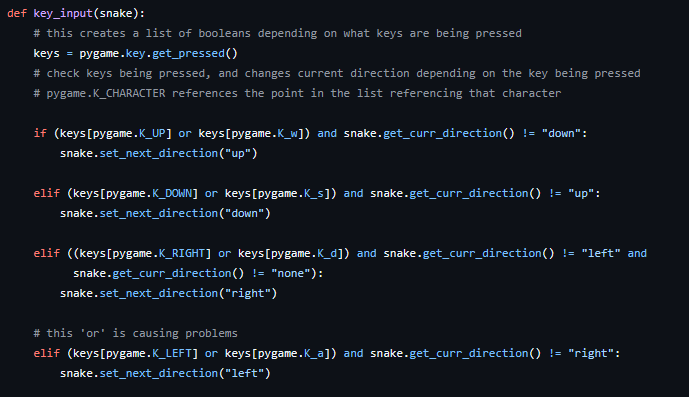 def key_input(snake):
    # this creates a list of booleans depending on what keys are being pressed
    keys = pygame.key.get_pressed()
    # check keys being pressed, and changes current direction depending on the key being pressed
    # pygame.K_CHARACTER references the point in the list referencing that character
    if (keys[pygame.K_UP] or keys[pygame.K_w]) and snake.get_curr_direction() != "down":
        snake.set_next_direction("up")
    elif (keys[pygame.K_DOWN] or keys[pygame.K_s]) and snake.get_curr_direction() != "up":
        snake.set_next_direction("down")
    elif ((keys[pygame.K_RIGHT] or keys[pygame.K_d]) and snake.get_curr_direction() != "left" and
          snake.get_curr_direction() != "none"):
        snake.set_next_direction("right")
    # this 'or' is causing problems
    elif (keys[pygame.K_LEFT] or keys[pygame.K_a]) and snake.get_curr_direction() != "right":
        snake.set_next_direction("left")